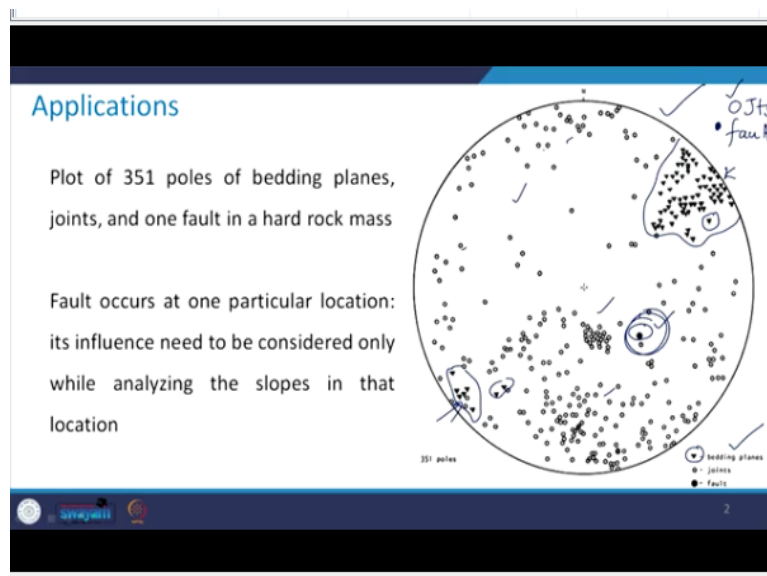 Applications
N
O Jts
Plot of 351 poles of bedding planes,
joints, and one fault in a hard rock mass
Fault occurs at one particular location:
its influence need to be considered only
while analyzing the slopes in that
location
351 poles
bedding planes
- joints
- fault
swayam
2